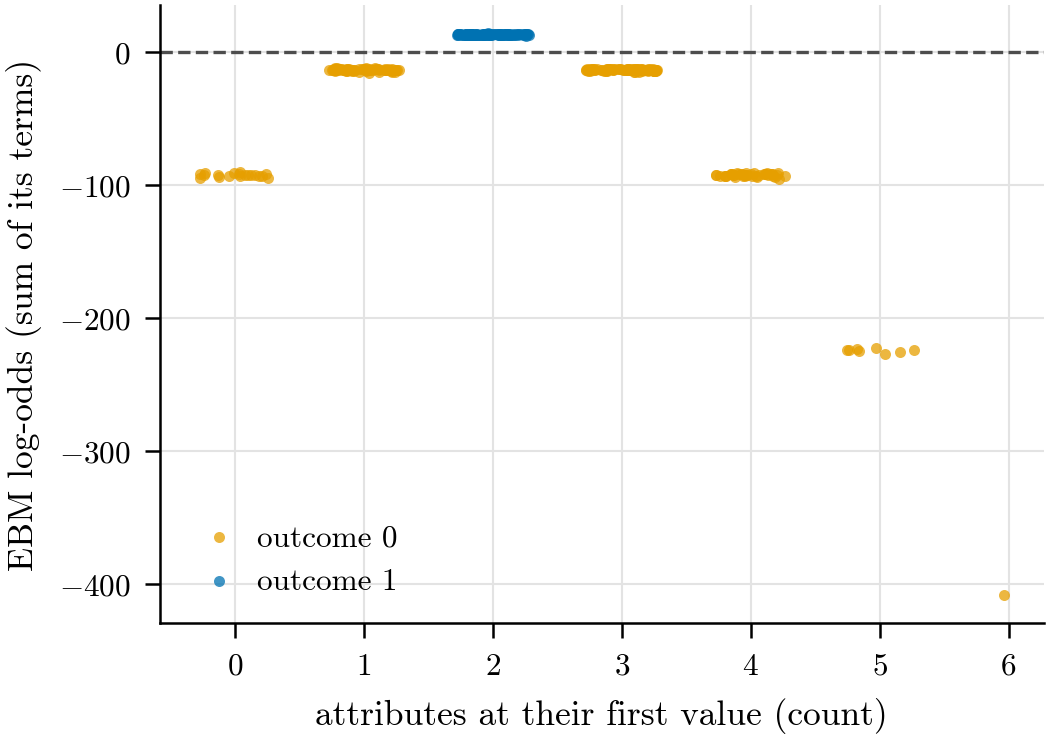 EBM log-odds (sum of its terms)
0
−100
−200
−300
−400
outcome 0
outcome 1
0 1 2 3 4 5 6
attributes at their first value (count)